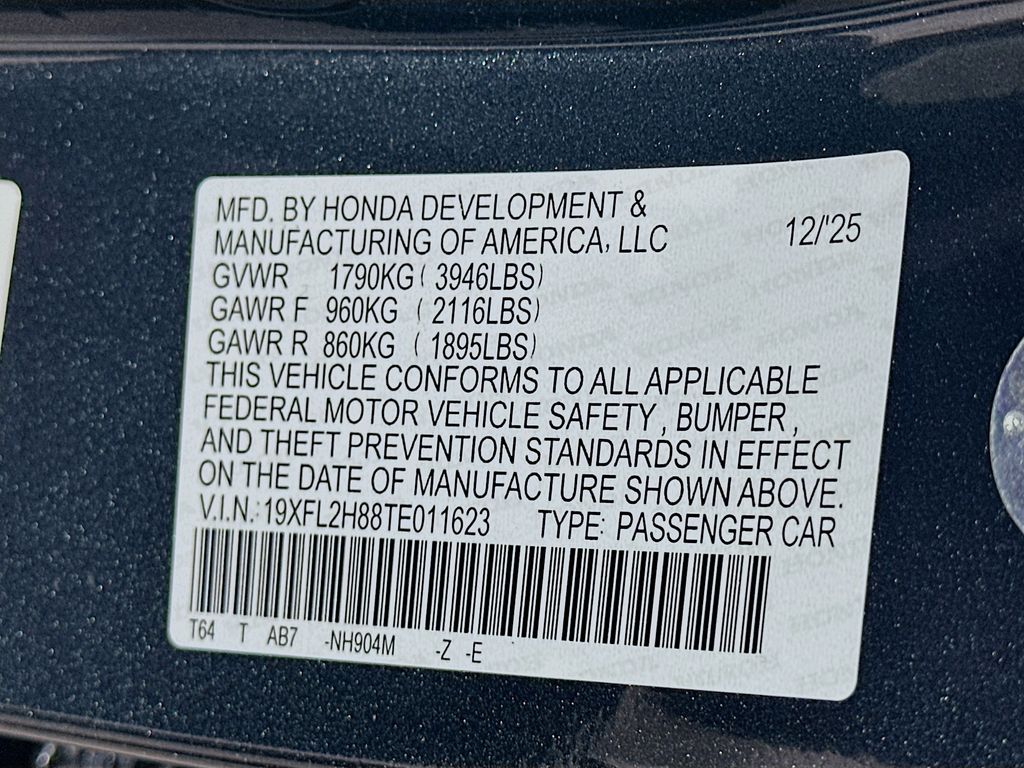 MFD. BY HONDA DEVELOPMENT &
MANUFACTURING OF AMERICA, LLC 12/'25
GVWR 1790KG ( 3946LBS)
GAWR F 960KG ( 2116LBS)
GAWR R 860KG ( 1895LBS)
THIS VEHICLE CONFORMS TO ALL APPLICABLE
FEDERAL MOTOR VEHICLE SAFETY , BUMPER ,
AND THEFT PREVENTION STANDARDS IN EFFECT
ON THE DATE OF MANUFACTURE SHOWN ABOVE.
V.I.N.: 19XFL2H88TE011623 TYPE: PASSENGER CAR
T64 T AB7 -NH904M -Z -E